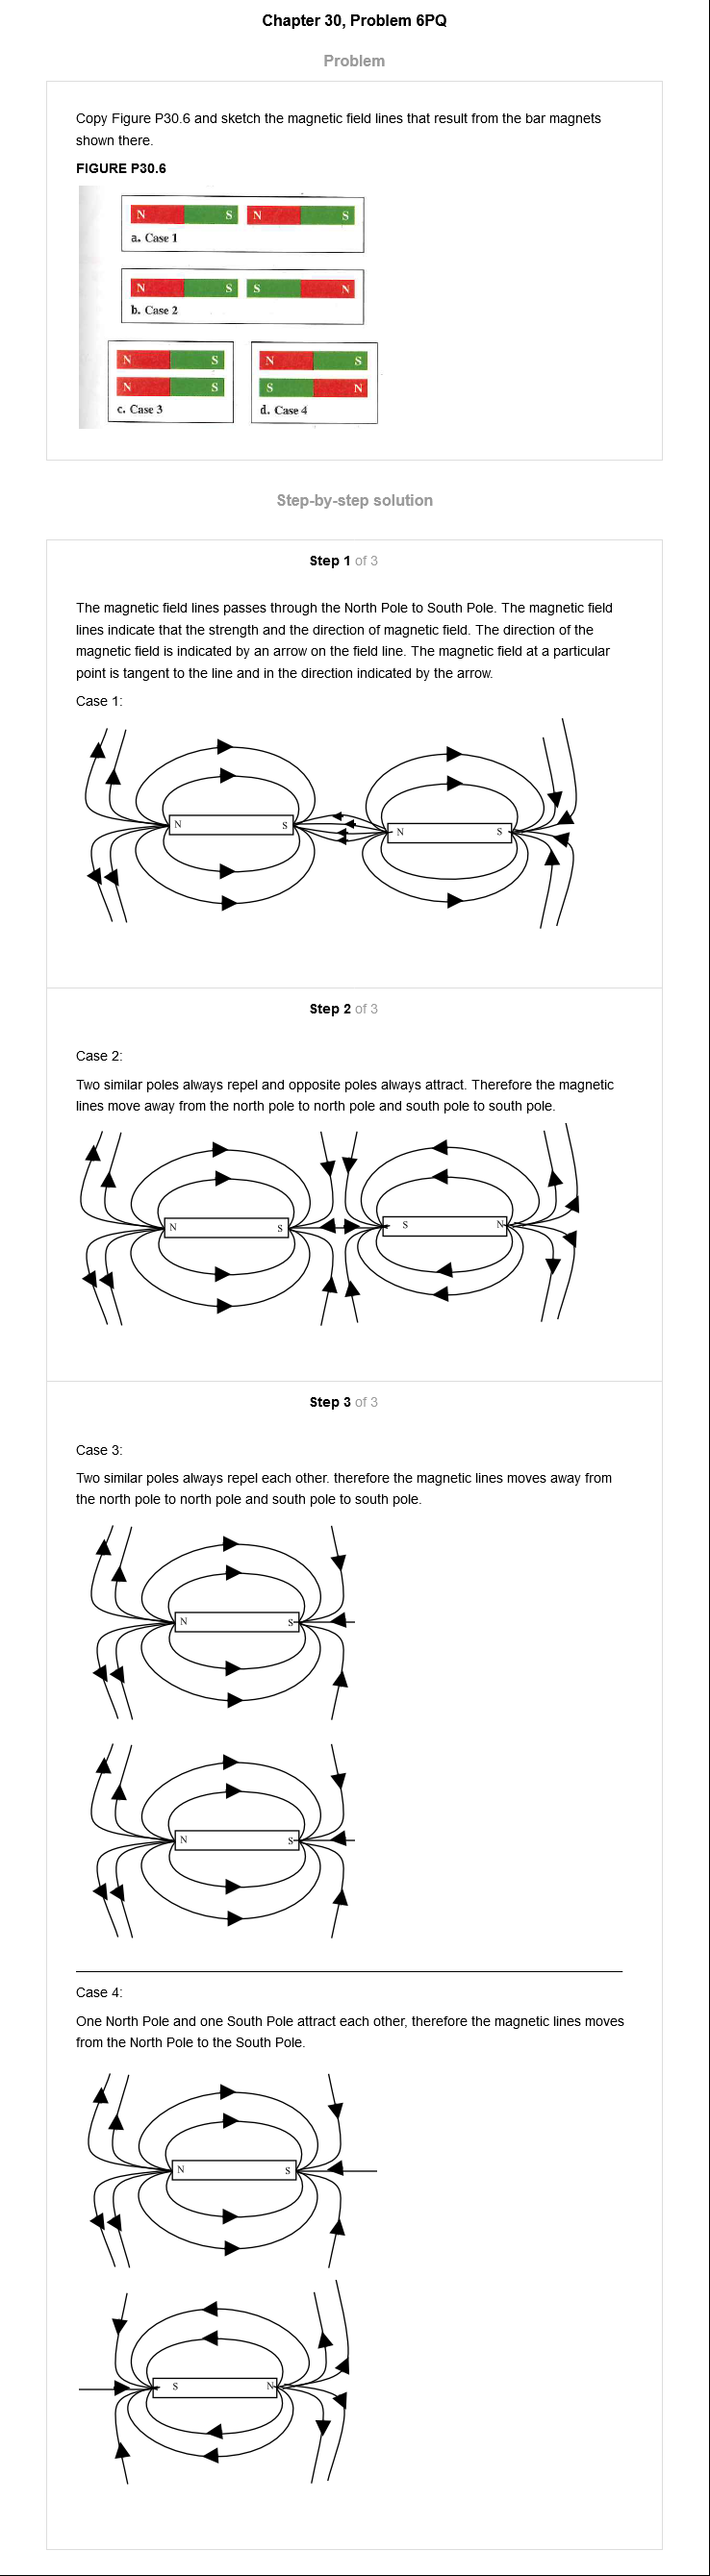 Chapter 30, Problem 6PQ
Problem
Copy Figure P30.6 and sketch the magnetic field lines that result from the bar magnets
shown there.
FIGURE P30.6
N S N S
a. Case 1
N S S N
b. Case 2
N S
N S
c. Case 3
N S
S N
d. Case 4
Step-by-step solution
Step 1 of 3
The magnetic field lines passes through the North Pole to South Pole. The magnetic field
lines indicate that the strength and the direction of magnetic field. The direction of the
magnetic field is indicated by an arrow on the field line. The magnetic field at a particular
point is tangent to the line and in the direction indicated by the arrow.
Case 1:
N S N S
Step 2 of 3
Case 2:
Two similar poles always repel and opposite poles always attract. Therefore the magnetic
lines move away from the north pole to north pole and south pole to south pole.
N S S N
Step 3 of 3
Case 3:
Two similar poles always repel each other. therefore the magnetic lines moves away from
the north pole to north pole and south pole to south pole.
N S
N S
Case 4:
One North Pole and one South Pole attract each other, therefore the magnetic lines moves
from the North Pole to the South Pole.
N S
S N